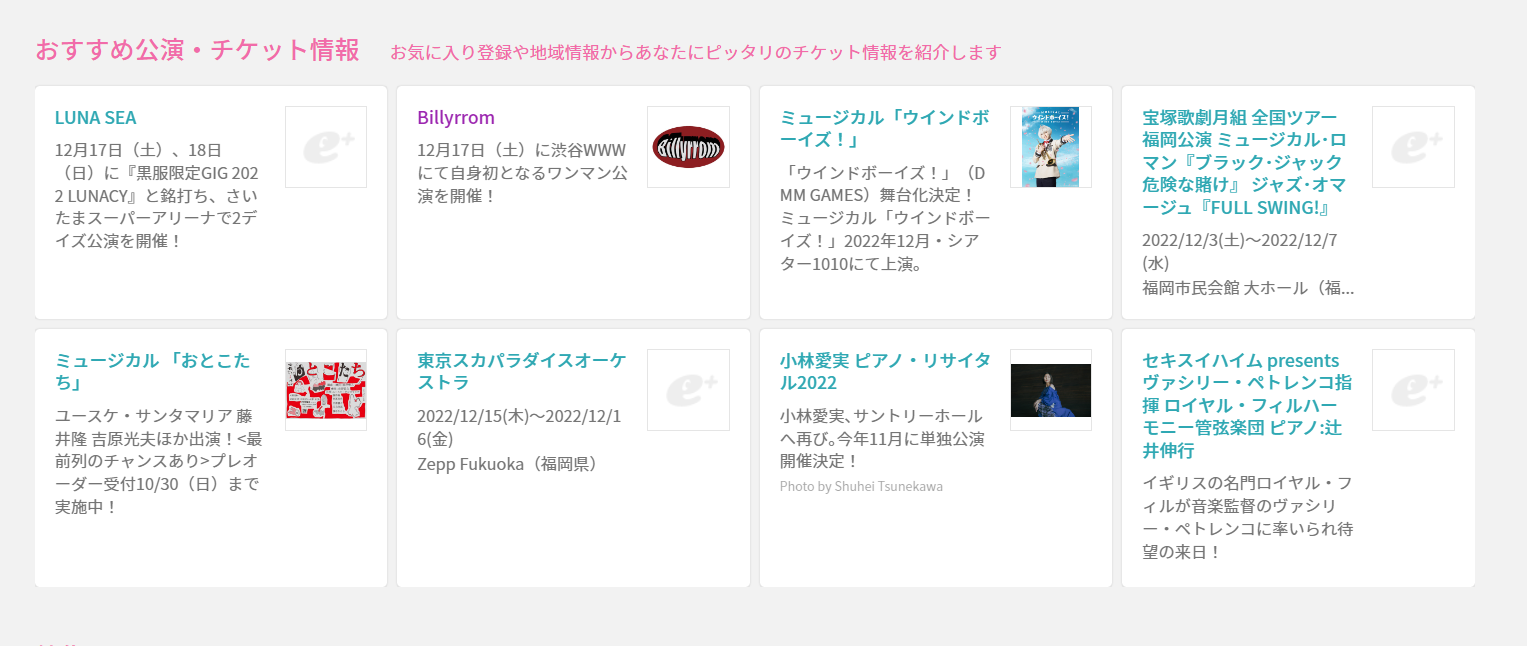 おすすめ公演・チケット情報 お気に入り登録や地域情報からあなたにピッタリのチケット情報を紹介します
LUNA SEA
12月17日（土）、18日
（日）に『黒服限定GIG 202
2 LUNACY』と銘打ち、さい
たまスーパーアリーナで2デ
イズ公演を開催！
e+
Billyrrom
12月17日（土）に渋谷WWW
にて自身初となるワンマン公
演を開催！
Billyrrom
ミュージカル「ウインドボ
ーイズ！」
「ウインドボーイズ！」（D
MM GAMES）舞台化決定！
ミュージカル「ウインドボー
イズ！」2022年12月・シア
ター1010にて上演。
ウインドボーイズ!
宝塚歌劇月組 全国ツアー
福岡公演 ミュージカル･ロ
マン『ブラック･ジャック
危険な賭け』 ジャズ･オマ
ージュ『FULL SWING!』
2022/12/3(土)～2022/12/7
(水)
福岡市民会館 大ホール（福...
e+
ミュージカル 「おとこた
ち」
ユースケ・サンタマリア 藤
井隆 吉原光夫ほか出演！<最
前列のチャンスあり>プレオ
ーダー受付10/30（日）まで
実施中！
おとこたち
東京スカパラダイスオーケ
ストラ
2022/12/15(木)～2022/12/1
6(金)
Zepp Fukuoka（福岡県）
e+
小林愛実 ピアノ・リサイタ
ル2022
小林愛実､サントリーホール
へ再び｡今年11月に単独公演
開催決定！
Photo by Shuhei Tsunekawa
セキスイハイム presents
ヴァシリー・ペトレンコ指
揮 ロイヤル・フィルハー
モニー管弦楽団 ピアノ:辻
井伸行
イギリスの名門ロイヤル・フ
ィルが音楽監督のヴァシリ
ー・ペトレンコに率いられ待
望の来日！
e+